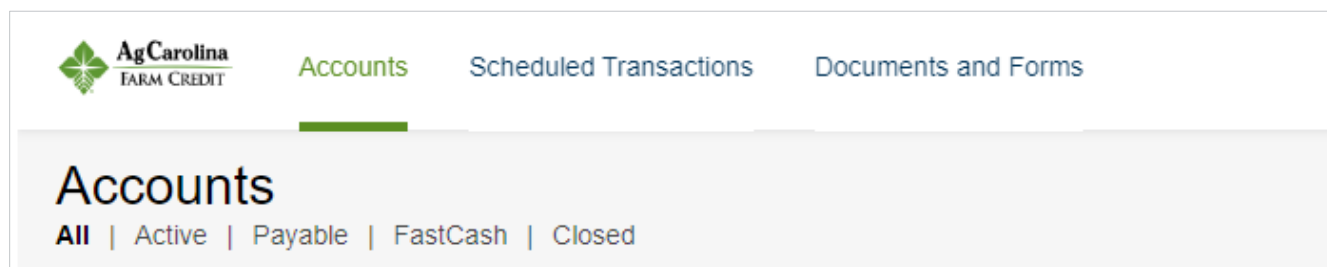 AgCarolina
FARM CREDIT
Accounts Scheduled Transactions Documents and Forms
Accounts
All | Active | Payable | FastCash | Closed